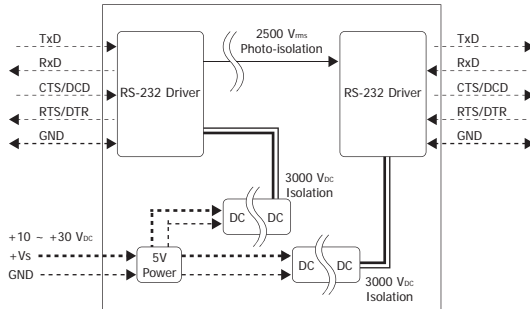 TxD
RxD
CTS/DCD
RTS/DTR
GND
RS-232 Driver
2500 Vrms
Photo-isolation
RS-232 Driver
TxD
RxD
CTS/DCD
RTS/DTR
GND
3000 VDC
Isolation
DC DC
+10 ~ +30 VDC
+Vs
GND
5V
Power
DC DC
3000 VDC
Isolation